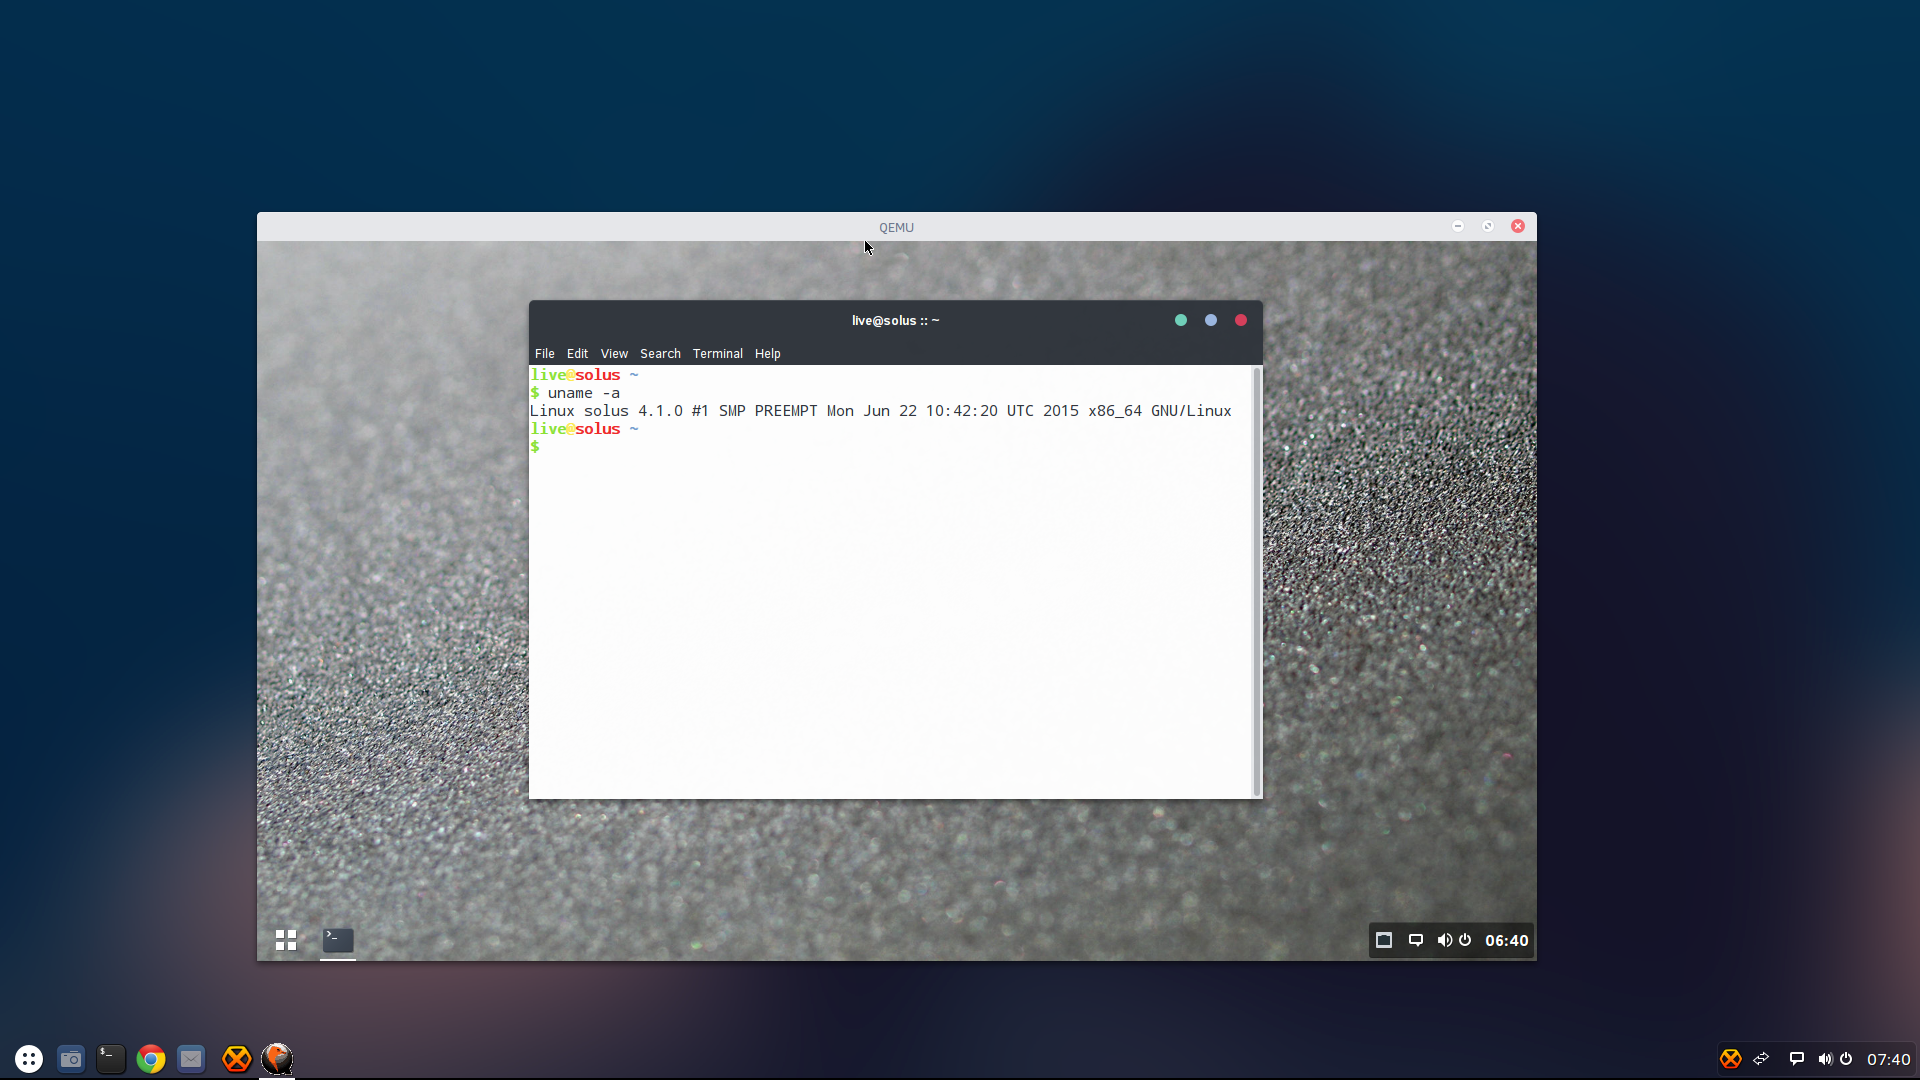 QEMU
live@solus :: ~
File Edit View Search Terminal Help
live@solus ~
$ uname -a
Linux solus 4.1.0 #1 SMP PREEMPT Mon Jun 22 10:42:20 UTC 2015 x86_64 GNU/Linux
live@solus ~
$
>_
06:40
$_
07:40